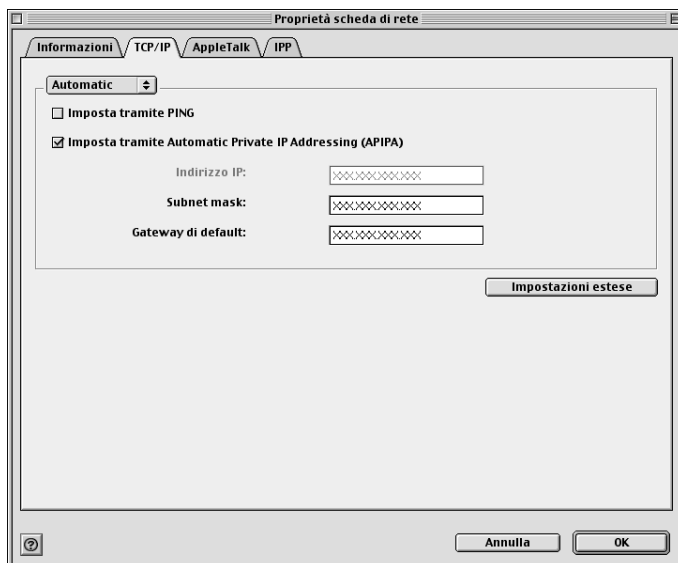 Proprietà scheda di rete
Informazioni TCP/IP AppleTalk IPP
Automatic
Imposta tramite PING
Imposta tramite Automatic Private IP Addressing (APIPA)
Indirizzo IP: XXX.XXX.XXX.XXX
Subnet mask: XXX.XXX.XXX.XXX
Gateway di default: XXX.XXX.XXX.XXX
Impostazioni estese
? Annulla OK